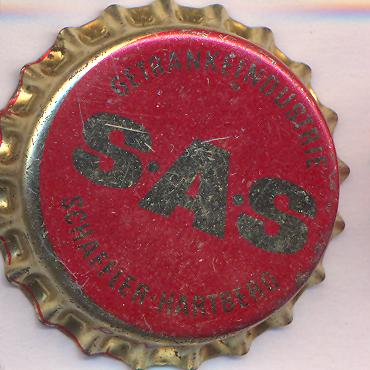 GETRÄNKEINDUSTRIE
S·A·S
SCHAFFLER·HARTBERG